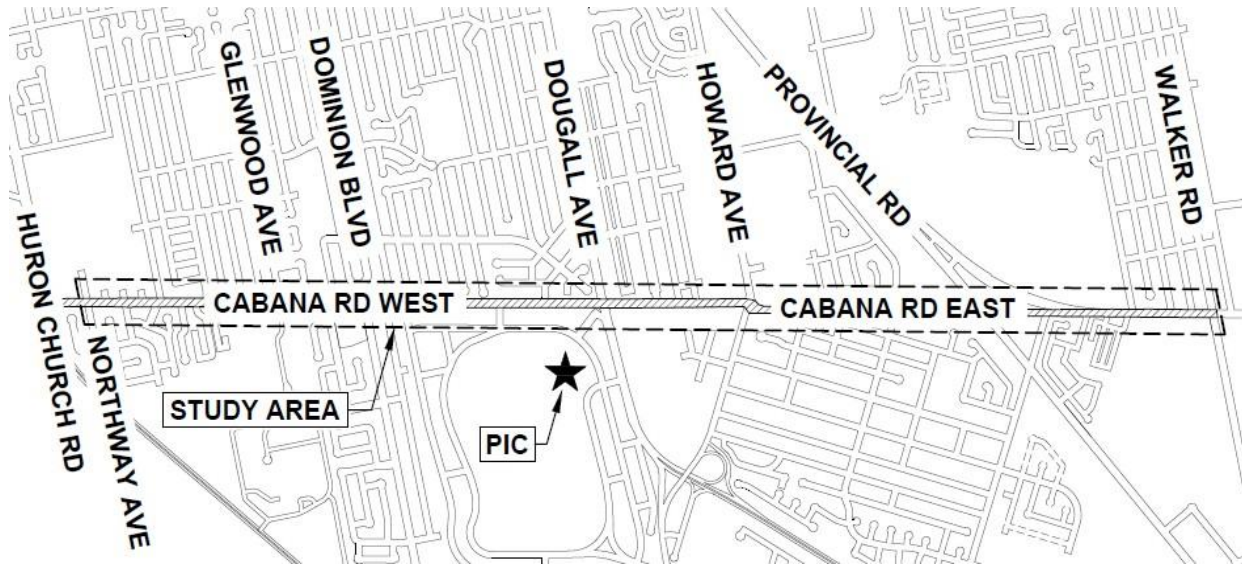 GLENWOOD AVE
DOMINION BLVD
DOUGALL AVE
HOWARD AVE
PROVINCIAL RD
WALKER RD
HURON CHURCH RD
NORTHWAY AVE
CABANA RD WEST
CABANA RD EAST
STUDY AREA
PIC